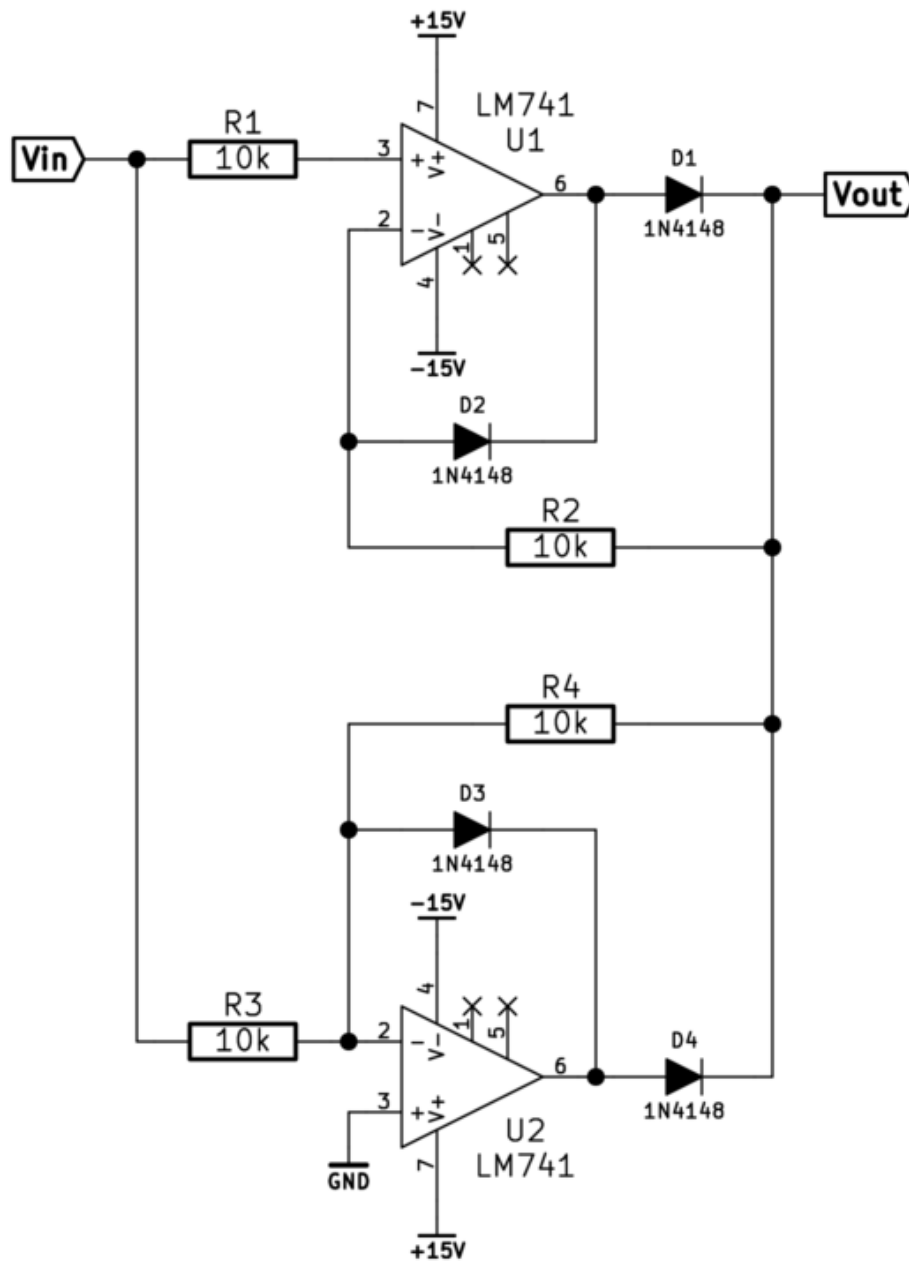 +15V
LM741
U1
R1
10k
Vin
7
3
+
V+
6
D1
1N4148
Vout
2
−
V-
1
5
4
-15V
D2
1N4148
R2
10k
R4
10k
D3
1N4148
-15V
4
R3
10k
2
−
V-
1
5
6
D4
1N4148
3
+
V+
GND
7
U2
LM741
+15V